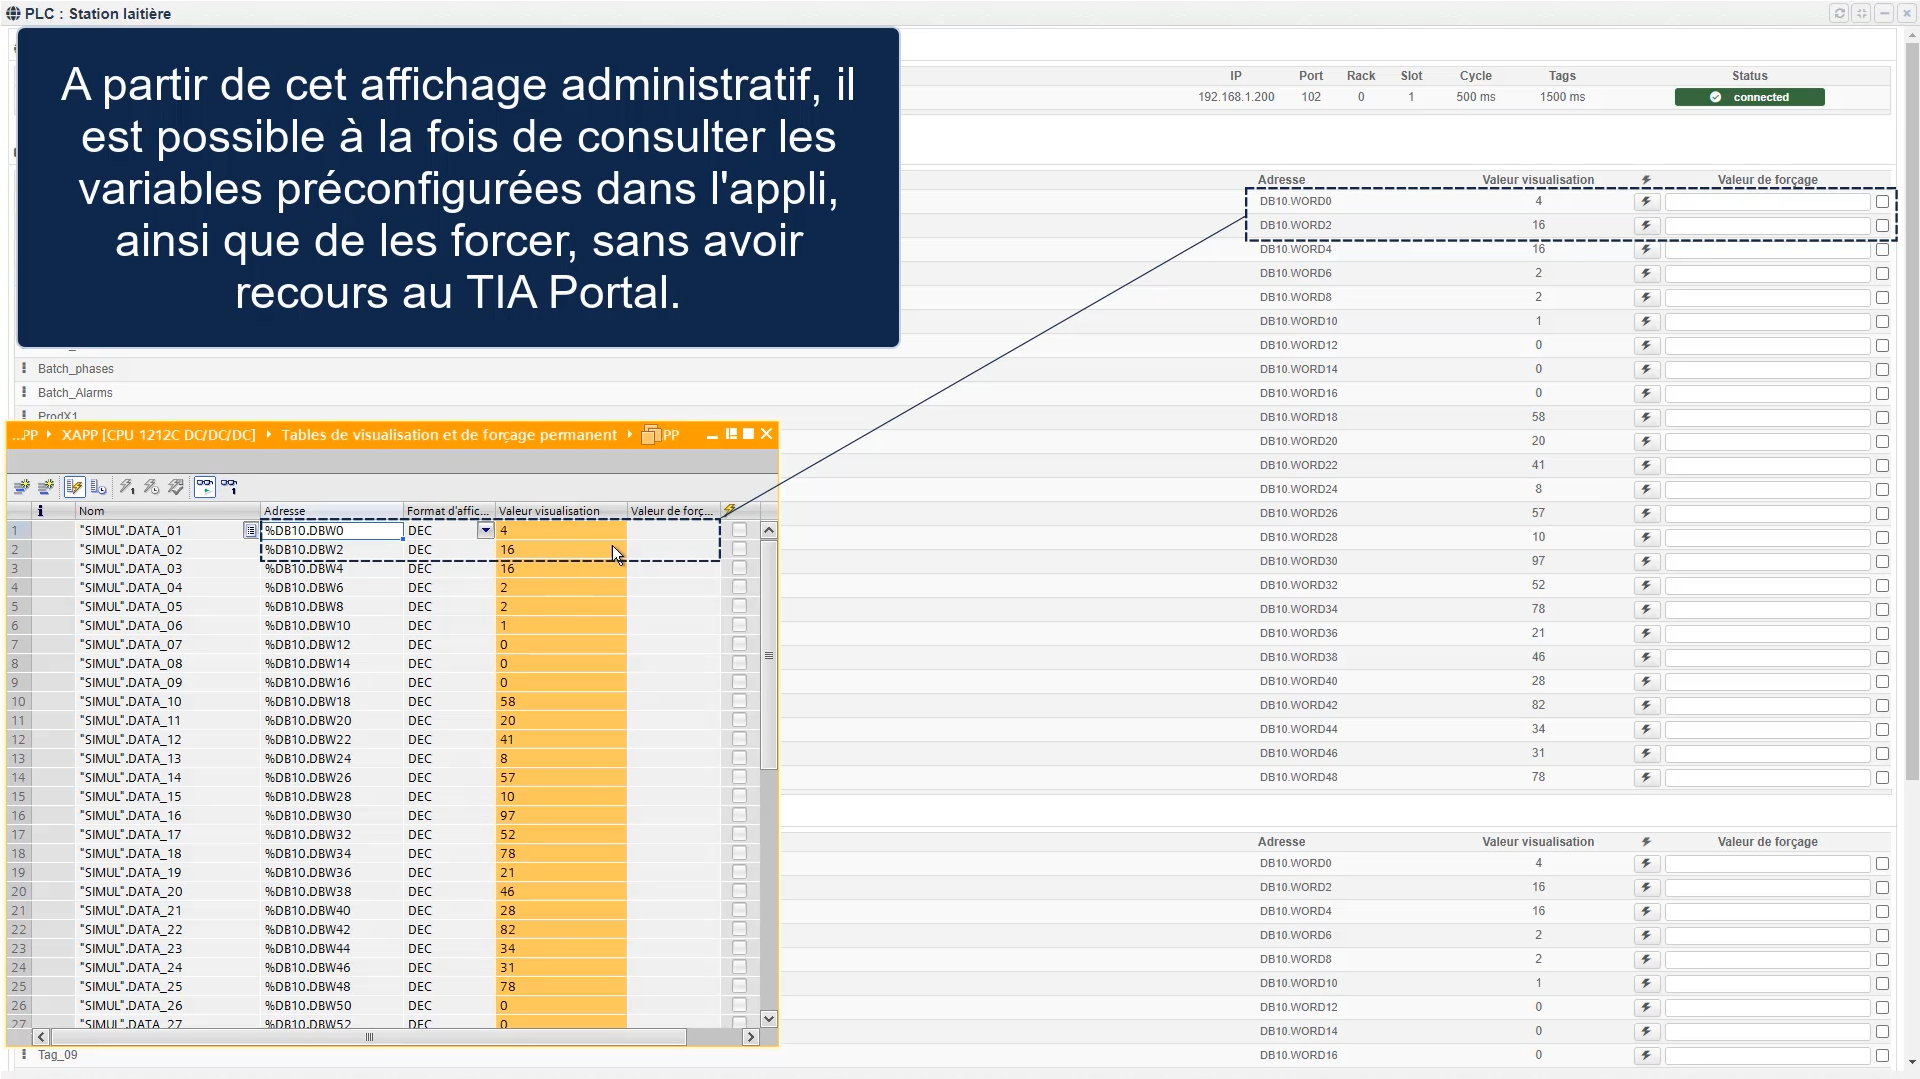 PLC : Station laitière
A partir de cet affichage administratif, il
est possible à la fois de consulter les
variables préconfigurées dans l'appli,
ainsi que de les forcer, sans avoir
recours au TIA Portal.
IP Port Rack Slot Cycle Tags Status
192.168.1.200 102 0 1 500 ms 1500 ms connected
Adresse Valeur visualisation Valeur de forçage
DB10.WORD0 4
DB10.WORD2 16
DB10.WORD4 16
DB10.WORD6 2
DB10.WORD8 2
DB10.WORD10 1
DB10.WORD12 0
Batch_phases DB10.WORD14 0
Batch_Alarms DB10.WORD16 0
ProdX1 DB10.WORD18 58
DB10.WORD20 20
DB10.WORD22 41
DB10.WORD24 8
DB10.WORD26 57
DB10.WORD28 10
DB10.WORD30 97
DB10.WORD32 52
DB10.WORD34 78
DB10.WORD36 21
DB10.WORD38 46
DB10.WORD40 28
DB10.WORD42 82
DB10.WORD44 34
DB10.WORD46 31
DB10.WORD48 78
Adresse Valeur visualisation Valeur de forçage
DB10.WORD0 4
DB10.WORD2 16
DB10.WORD4 16
DB10.WORD6 2
DB10.WORD8 2
DB10.WORD10 1
DB10.WORD12 0
DB10.WORD14 0
Tag_09 DB10.WORD16 0
...PP XAPP [CPU 1212C DC/DC/DC] Tables de visualisation et de forçage permanent PP
i Nom Adresse Format d'affic... Valeur visualisation Valeur de forç...
1 "SIMUL".DATA_01 %DB10.DBW0 DEC 4
2 "SIMUL".DATA_02 %DB10.DBW2 DEC 16
3 "SIMUL".DATA_03 %DB10.DBW4 DEC 16
4 "SIMUL".DATA_04 %DB10.DBW6 DEC 2
5 "SIMUL".DATA_05 %DB10.DBW8 DEC 2
6 "SIMUL".DATA_06 %DB10.DBW10 DEC 1
7 "SIMUL".DATA_07 %DB10.DBW12 DEC 0
8 "SIMUL".DATA_08 %DB10.DBW14 DEC 0
9 "SIMUL".DATA_09 %DB10.DBW16 DEC 0
10 "SIMUL".DATA_10 %DB10.DBW18 DEC 58
11 "SIMUL".DATA_11 %DB10.DBW20 DEC 20
12 "SIMUL".DATA_12 %DB10.DBW22 DEC 41
13 "SIMUL".DATA_13 %DB10.DBW24 DEC 8
14 "SIMUL".DATA_14 %DB10.DBW26 DEC 57
15 "SIMUL".DATA_15 %DB10.DBW28 DEC 10
16 "SIMUL".DATA_16 %DB10.DBW30 DEC 97
17 "SIMUL".DATA_17 %DB10.DBW32 DEC 52
18 "SIMUL".DATA_18 %DB10.DBW34 DEC 78
19 "SIMUL".DATA_19 %DB10.DBW36 DEC 21
20 "SIMUL".DATA_20 %DB10.DBW38 DEC 46
21 "SIMUL".DATA_21 %DB10.DBW40 DEC 28
22 "SIMUL".DATA_22 %DB10.DBW42 DEC 82
23 "SIMUL".DATA_23 %DB10.DBW44 DEC 34
24 "SIMUL".DATA_24 %DB10.DBW46 DEC 31
25 "SIMUL".DATA_25 %DB10.DBW48 DEC 78
26 "SIMUL".DATA_26 %DB10.DBW50 DEC 0
27 "SIMUL".DATA_27 %DB10.DBW52 DEC 0